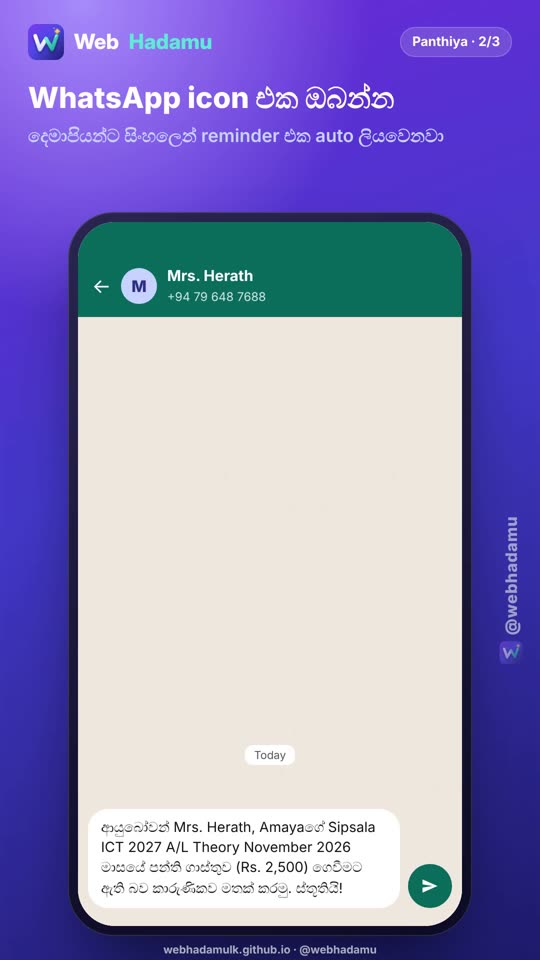 Web Hadamu
Panthiya · 2/3
WhatsApp icon එක ඔබන්න
දෙමාපියන්ට සිංහලෙන් reminder එක auto ලියවෙනවා
M
Mrs. Herath
+94 79 648 7688
Today
ආයුබෝවන් Mrs. Herath, Amayaගේ Sipsala
ICT 2027 A/L Theory November 2026
මාසයේ පන්ති ගාස්තුව (Rs. 2,500) ගෙවීමට
ඇති බව කාරුණිකව මතක් කරමු. ස්තූතියි!
@webhadamu
webhadamulk.github.io · @webhadamu